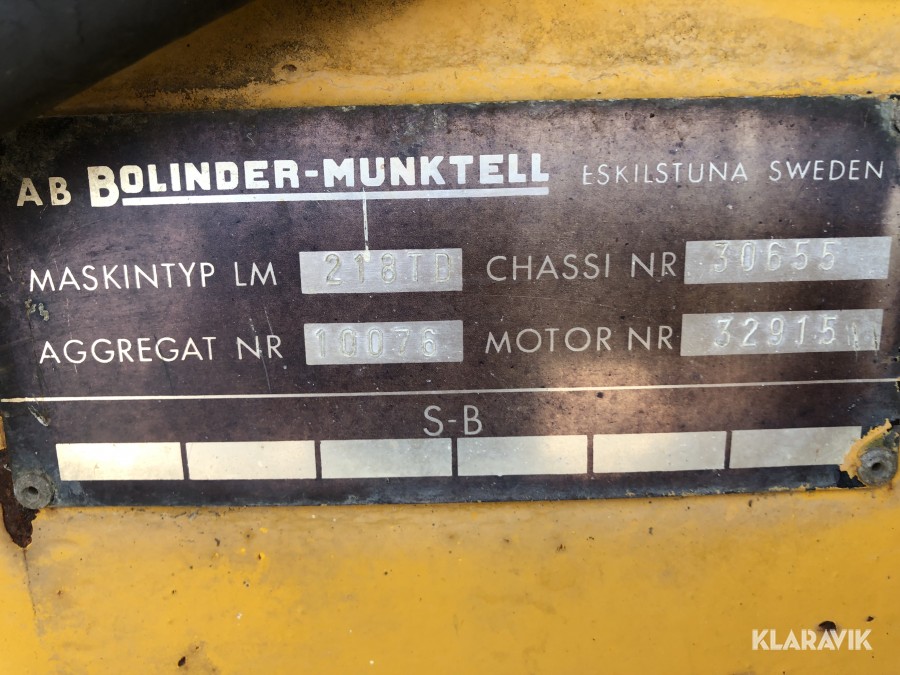 AB BOLINDER-MUNKTELL ESKILSTUNA SWEDEN
MASKINTYP LM 218TD CHASSI NR 30655
AGGREGAT NR 10076 MOTOR NR 32915
S-B
KLARAVIK